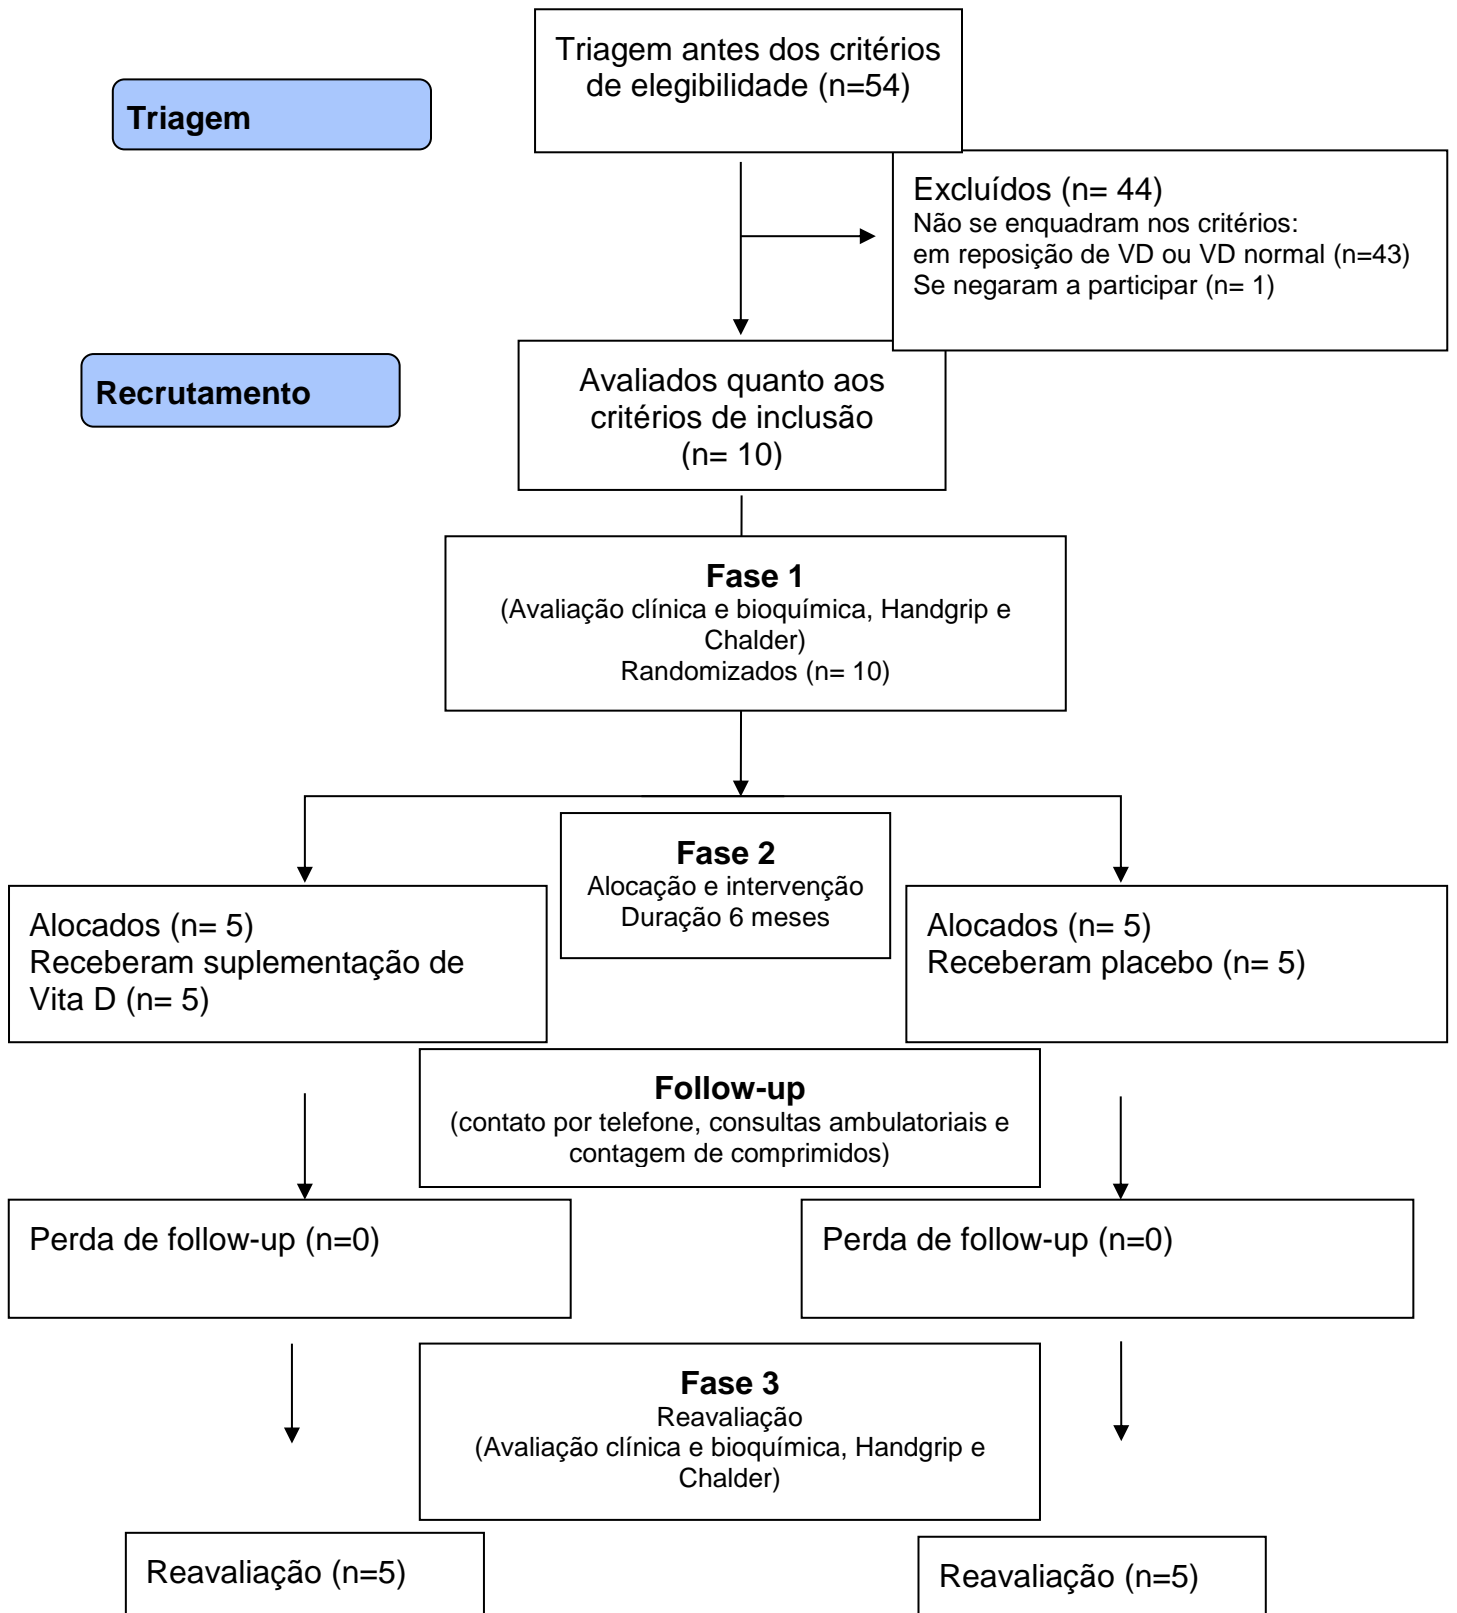 Triagem antes dos critérios
de elegibilidade (n=54)
Triagem
Excluídos (n= 44)
Não se enquadram nos critérios:
em reposição de VD ou VD normal (n=43)
Se negaram a participar (n= 1)
Recrutamento
Avaliados quanto aos
critérios de inclusão
(n= 10)
Fase 1
(Avaliação clínica e bioquímica, Handgrip e
Chalder)
Randomizados (n= 10)
Fase 2
Alocação e intervenção
Duração 6 meses
Alocados (n= 5)
Receberam suplementação de
Vita D (n= 5)
Alocados (n= 5)
Receberam placebo (n= 5)
Follow-up
(contato por telefone, consultas ambulatoriais e
contagem de comprimidos)
Perda de follow-up (n=0)
Perda de follow-up (n=0)
Fase 3
Reavaliação
(Avaliação clínica e bioquímica, Handgrip e
Chalder)
Reavaliação (n=5)
Reavaliação (n=5)